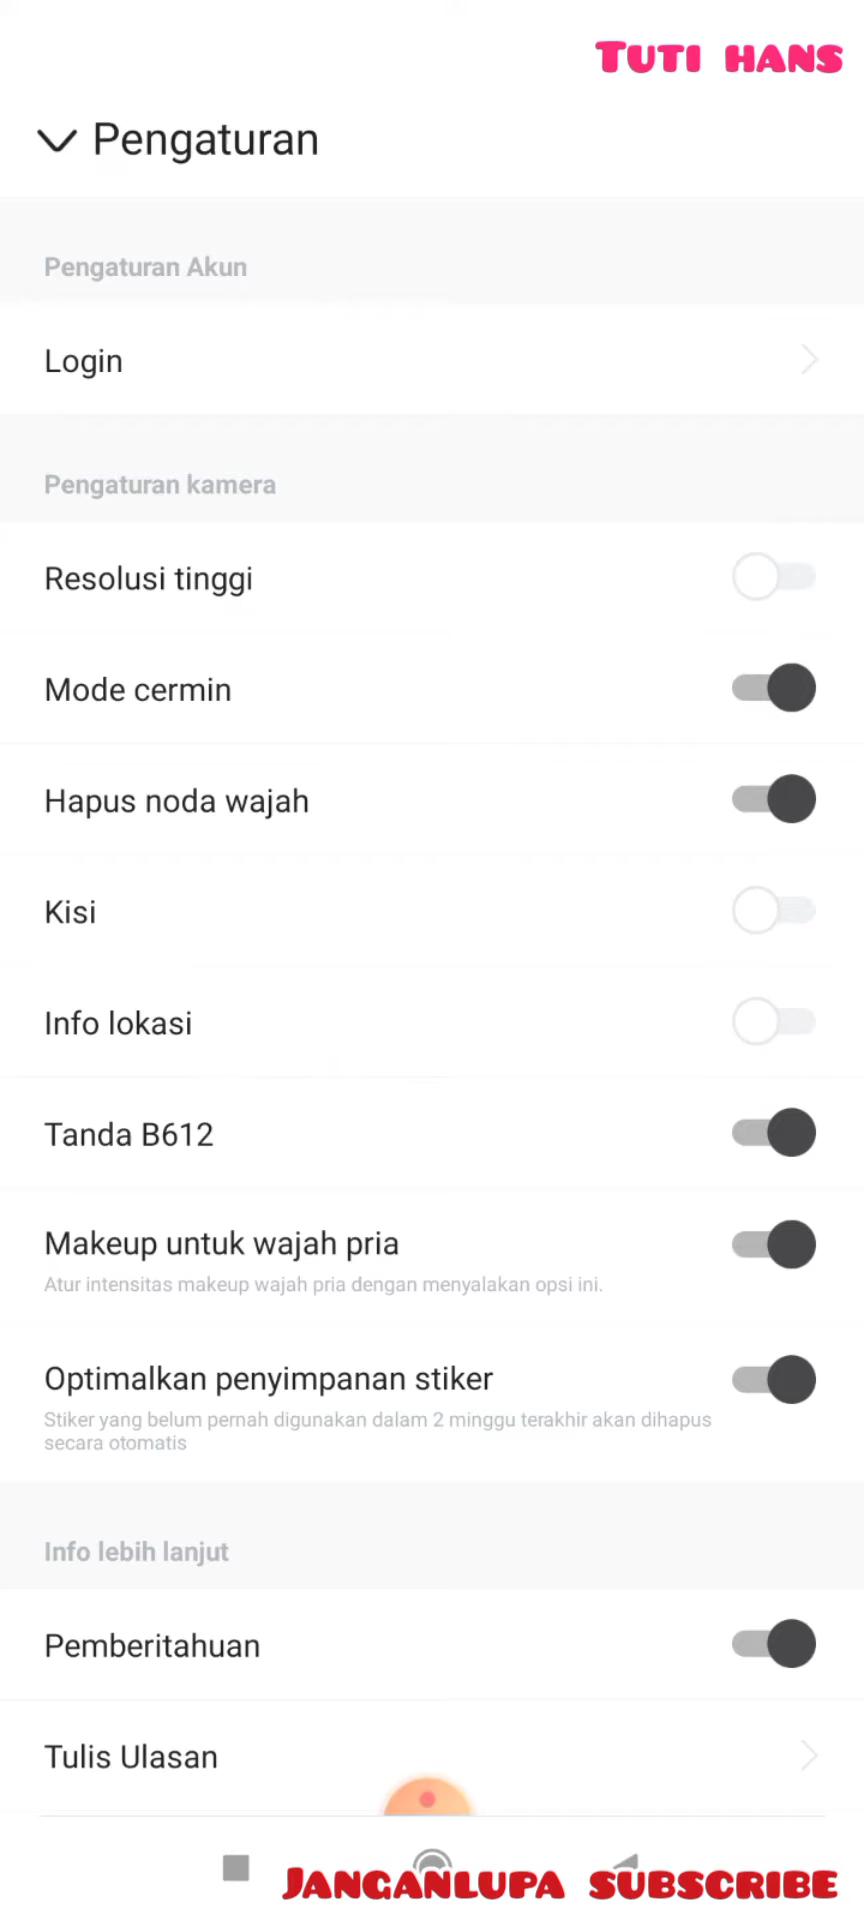 TUTI HANS
Pengaturan
Pengaturan Akun
Login
Pengaturan kamera
Resolusi tinggi
Mode cermin
Hapus noda wajah
Kisi
Info lokasi
Tanda B612
Makeup untuk wajah pria
Atur intensitas makeup wajah pria dengan menyalakan opsi ini.
Optimalkan penyimpanan stiker
Stiker yang belum pernah digunakan dalam 2 minggu terakhir akan dihapus
secara otomatis
Info lebih lanjut
Pemberitahuan
Tulis Ulasan
JANGANLUPA SUBSCRIBE